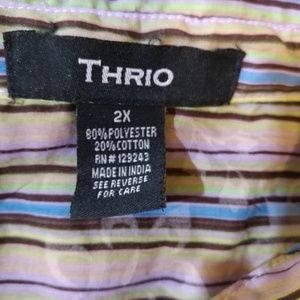 THRIO
2X
80% POLYESTER
20% COTTON
RN# 129243
MADE IN INDIA
SEE REVERSE
FOR CARE